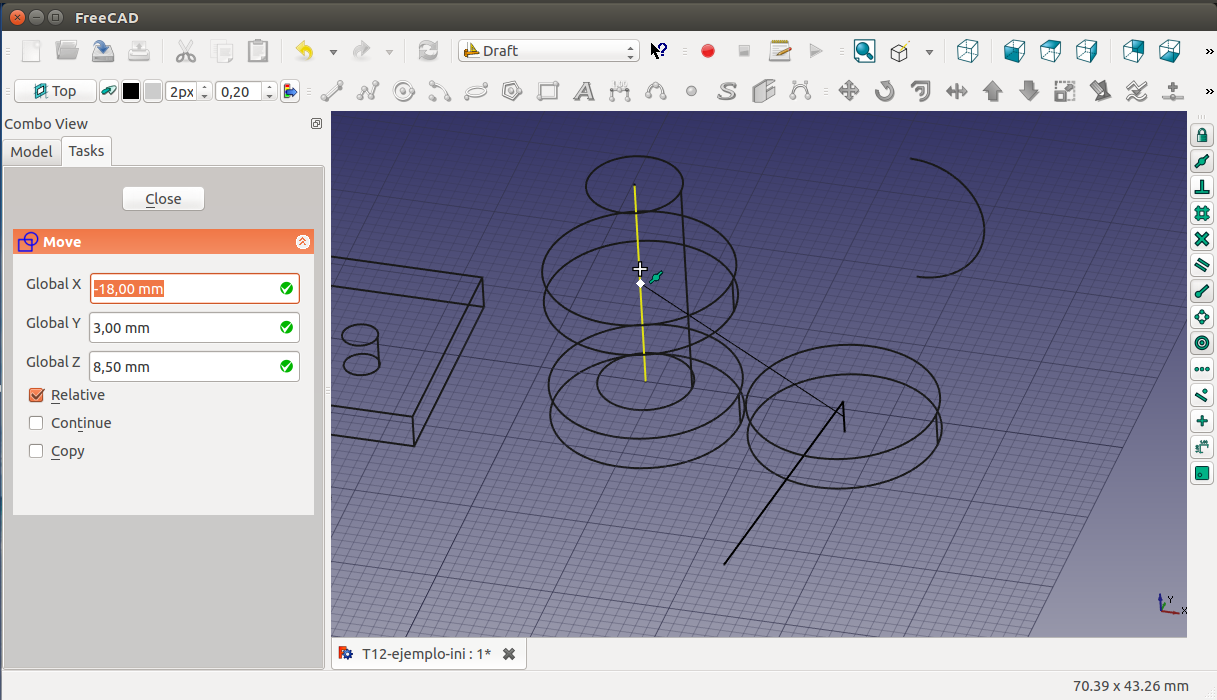 FreeCAD
Draft
Top
2px
0,20
Combo View
Model
Tasks
Close
Move
Global X
-18,00 mm
Global Y
3,00 mm
Global Z
8,50 mm
Relative
Continue
Copy
Y
X
T12-ejemplo-ini : 1*
70.39 x 43.26 mm